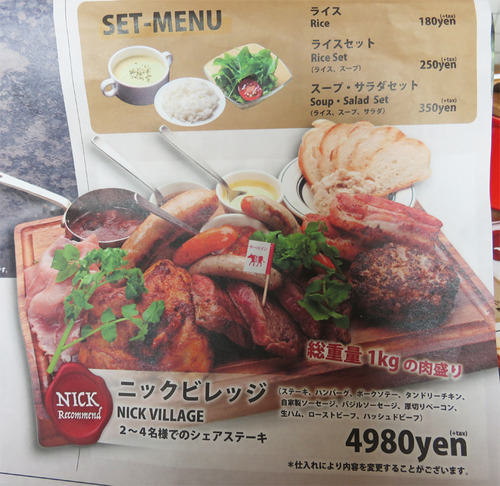 SET-MENU
ライス
Rice
180yen
(+tax)
ライスセット
Rice Set
(ライス、スープ)
250yen
(+tax)
スープ・サラダセット
Soup・Salad Set
(ライス、スープ、サラダ)
350yen
(+tax)
総重量1kgの肉盛り
NICK
Recommend
ニックビレッジ
NICK VILLAGE
2〜4名様でのシェアステーキ
(ステーキ、ハンバーグ、ポークソテー、タンドリーチキン、
自家製ソーセージ、バジルソーセージ、厚切りベーコン、
生ハム、ローストビーフ、ハッシュドビーフ)
4980yen
(+tax)
*仕入れにより内容を変更することがございます。